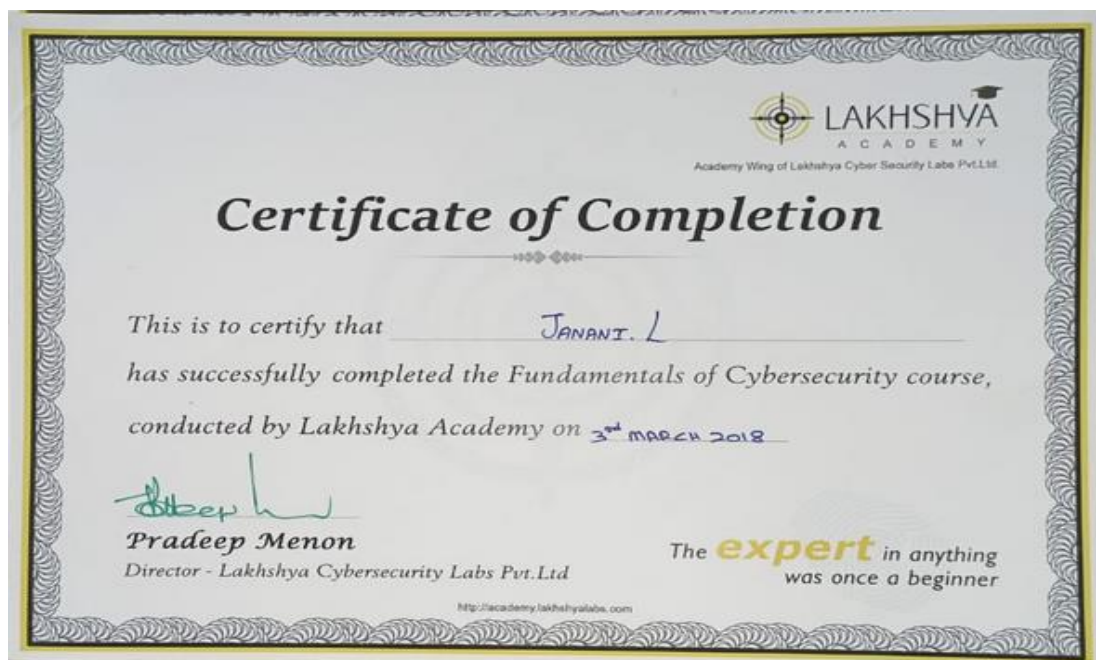 LAKHSHYA
ACADEMY
Academy Wing of Lakhshya Cyber Security Labs Pvt.Ltd.
Certificate of Completion
This is to certify that JANANI. L
has successfully completed the Fundamentals of Cybersecurity course,
conducted by Lakhshya Academy on 3rd MARCH 2018
Pradeep Menon
Director - Lakhshya Cybersecurity Labs Pvt.Ltd
The expert in anything
was once a beginner
http://academy.lakhshyalabs.com